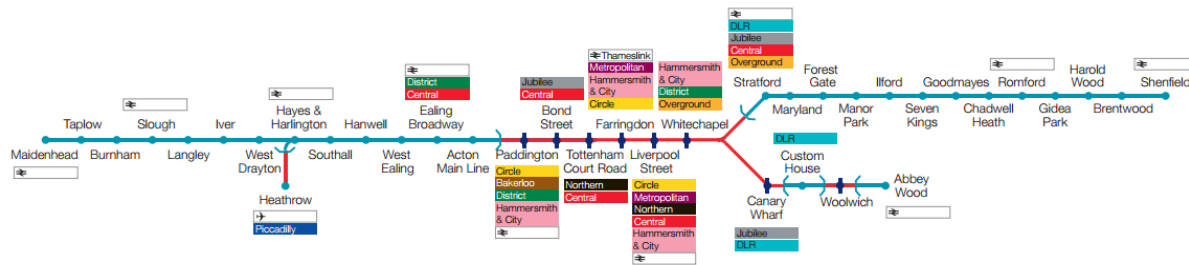 DLR
Jubilee
Central
Overground
Thameslink
Metropolitan
Hammersmith
& City
Circle
Hammersmith
& City
District
Overground
Jubilee
Central
District
Central
Stratford
Forest
Gate
Ilford
Goodmayes
Romford
Harold
Wood
Shenfield
Maryland
Manor
Park
Seven
Kings
Chadwell
Heath
Gidea
Park
Brentwood
Taplow
Slough
Iver
Hayes &
Harlington
Hanwell
Ealing
Broadway
Bond
Street
Farringdon
Whitechapel
Maidenhead
Burnham
Langley
West
Drayton
Southall
West
Ealing
Acton
Main Line
Paddington
Tottenham
Court Road
Liverpool
Street
DLR
Custom
House
Circle
Bakerloo
District
Hammersmith
& City
Northern
Central
Circle
Metropolitan
Northern
Central
Hammersmith
& City
Heathrow
Piccadilly
Canary
Wharf
Woolwich
Abbey
Wood
Jubilee
DLR